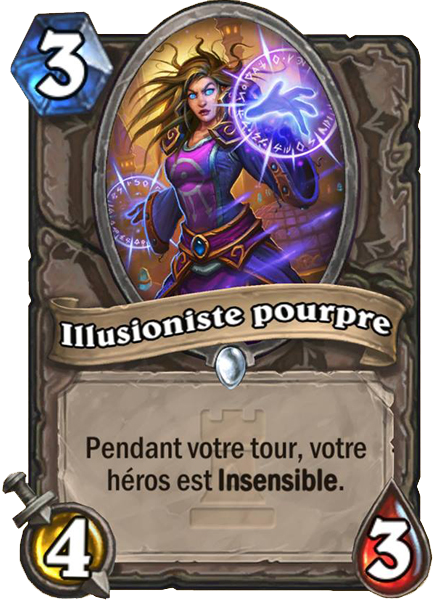 3
Illusioniste pourpre
Pendant votre tour, votre
héros est Insensible.
4
3